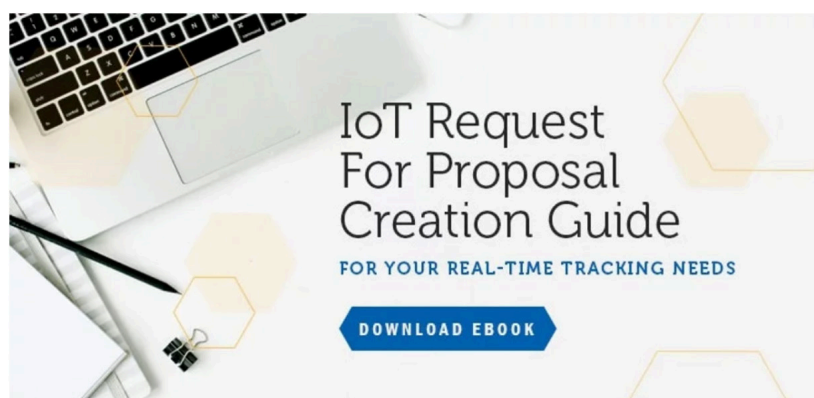 IoT Request
For Proposal
Creation Guide
FOR YOUR REAL-TIME TRACKING NEEDS
DOWNLOAD EBOOK